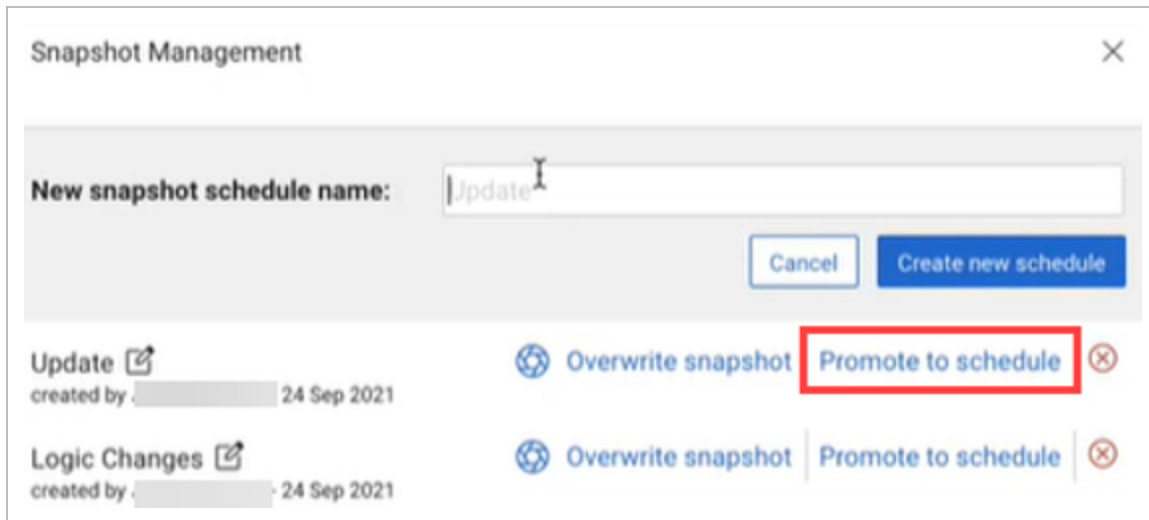 Snapshot Management
New snapshot schedule name: Update
Cancel Create new schedule
Update Overwrite snapshot Promote to schedule
created by 24 Sep 2021
Logic Changes Overwrite snapshot Promote to schedule
created by 24 Sep 2021